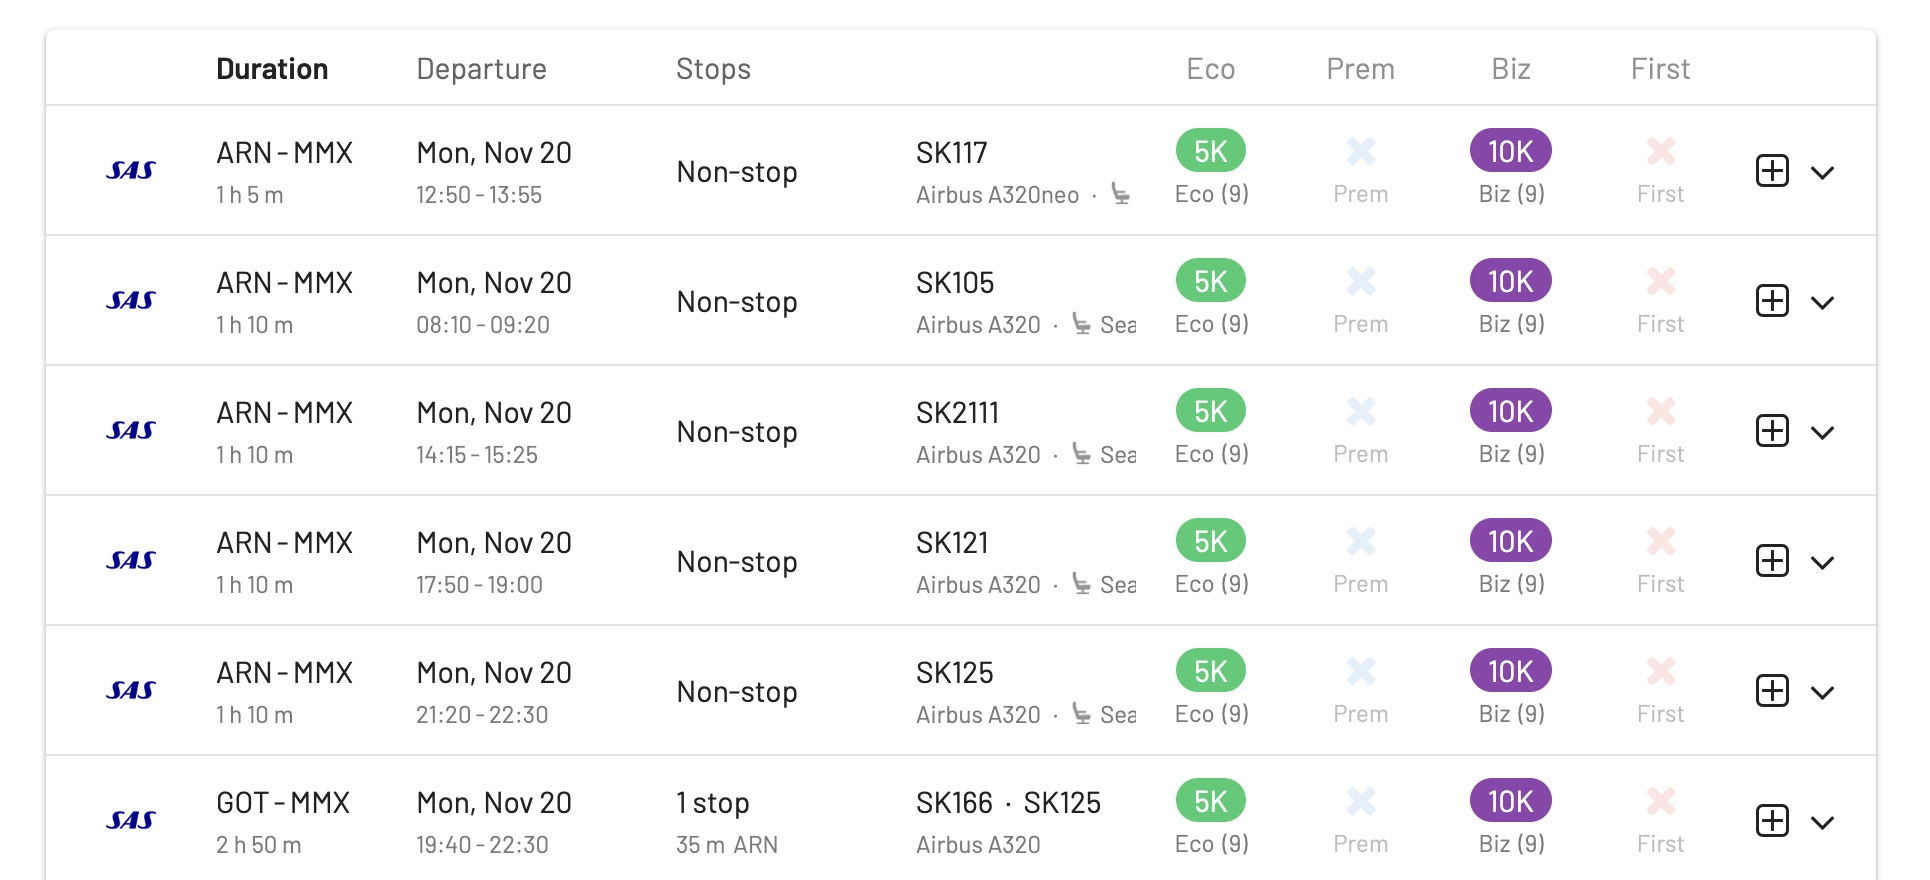 Duration Departure Stops Eco Prem Biz First
SAS ARN - MMX Mon, Nov 20 Non-stop SK117 5K 10K
1 h 5 m 12:50 - 13:55 Airbus A320neo · Eco (9) Prem Biz (9) First
SAS ARN - MMX Mon, Nov 20 Non-stop SK105 5K 10K
1 h 10 m 08:10 - 09:20 Airbus A320 · Sea Eco (9) Prem Biz (9) First
SAS ARN - MMX Mon, Nov 20 Non-stop SK2111 5K 10K
1 h 10 m 14:15 - 15:25 Airbus A320 · Sea Eco (9) Prem Biz (9) First
SAS ARN - MMX Mon, Nov 20 Non-stop SK121 5K 10K
1 h 10 m 17:50 - 19:00 Airbus A320 · Sea Eco (9) Prem Biz (9) First
SAS ARN - MMX Mon, Nov 20 Non-stop SK125 5K 10K
1 h 10 m 21:20 - 22:30 Airbus A320 · Sea Eco (9) Prem Biz (9) First
SAS GOT - MMX Mon, Nov 20 1 stop SK166 · SK125 5K 10K
2 h 50 m 19:40 - 22:30 35 m ARN Airbus A320 Eco (9) Prem Biz (9) First